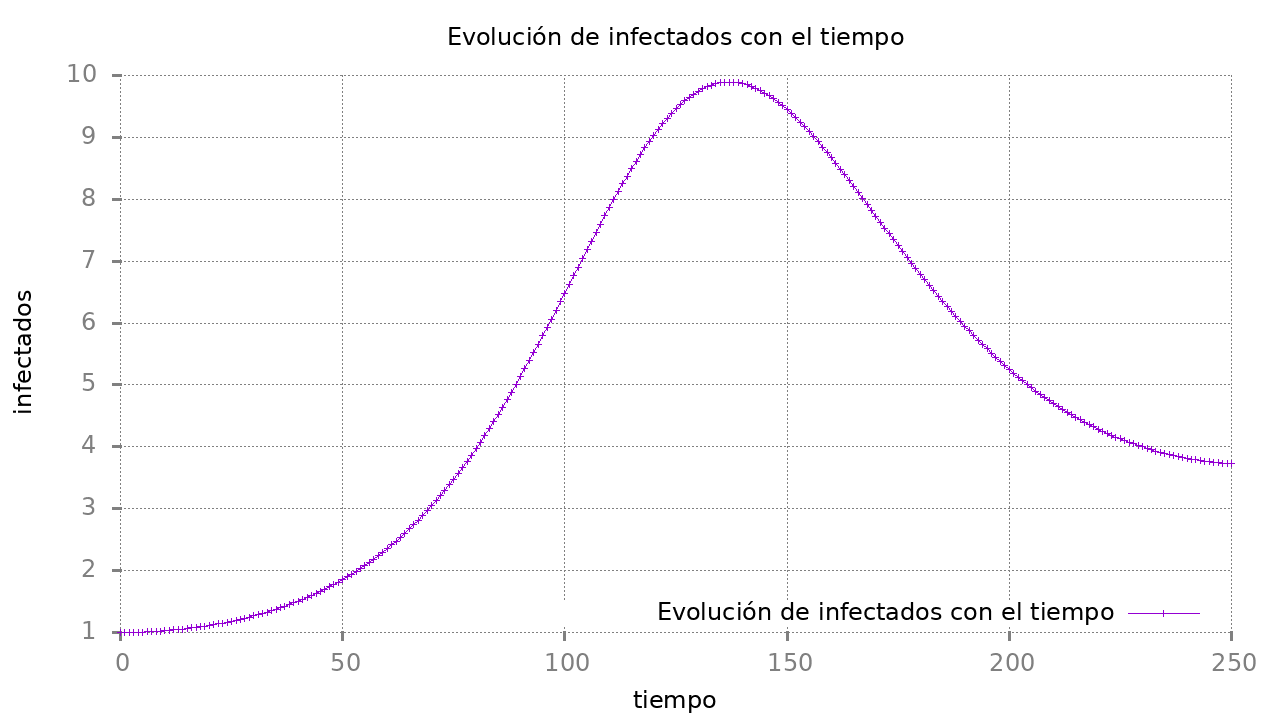 Evolución de infectados con el tiempo
10
9
8
7
6
5
4
3
2
1
infectados
Evolución de infectados con el tiempo
0 50 100 150 200 250
tiempo